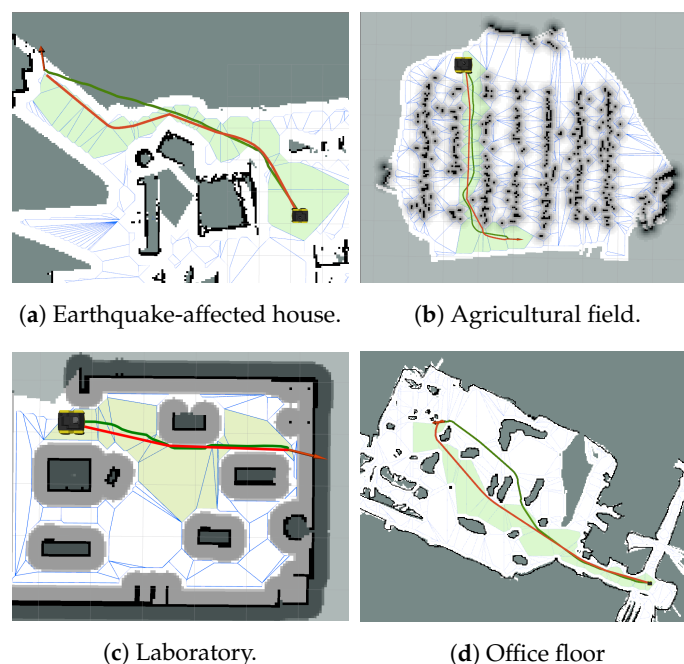 (a) Earthquake-affected house.
(b) Agricultural field.
(c) Laboratory.
(d) Office floor